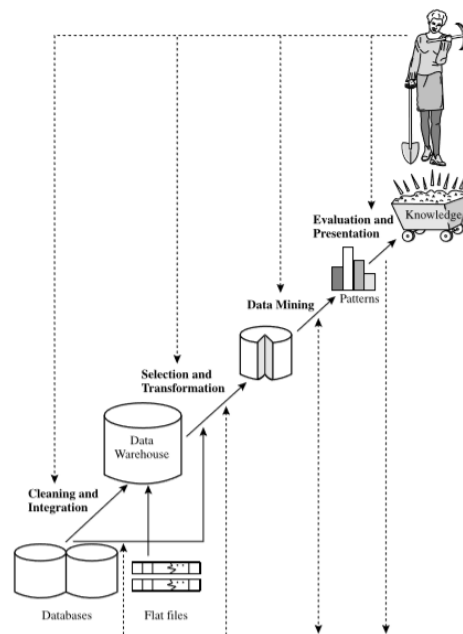 Evaluation and
Presentation
Knowledge
Patterns
Data Mining
Selection and
Transformation
Data
Warehouse
Cleaning and
Integration
Databases
Flat files